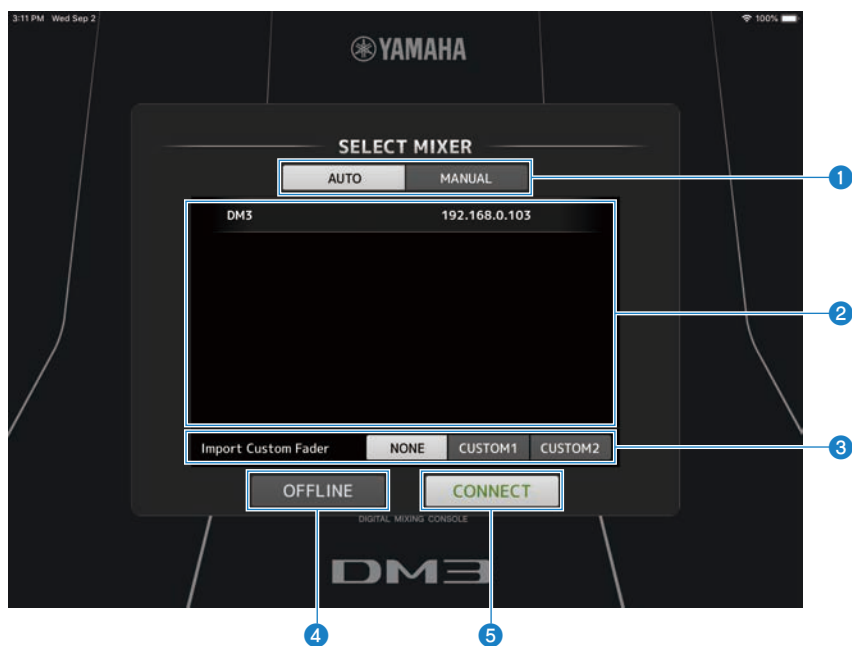 3:11 PM Wed Sep 2
100%
YAMAHA
SELECT MIXER
AUTO MANUAL
1
DM3 192.168.0.103
2
Import Custom Fader NONE CUSTOM1 CUSTOM2
3
OFFLINE CONNECT
DIGITAL MIXING CONSOLE
DM3
4 5